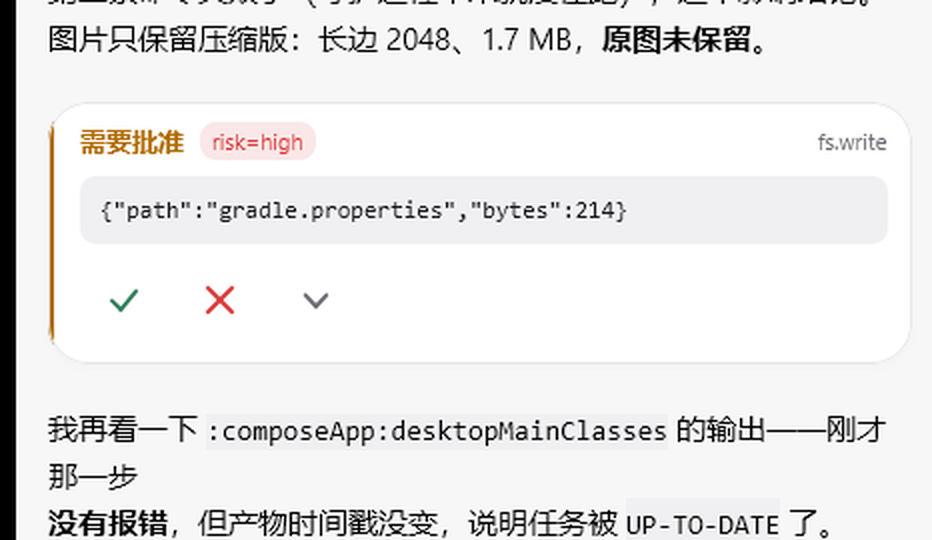 图片只保留压缩版：长边 2048、1.7 MB，原图未保留。
需要批准 risk=high fs.write
{"path":"gradle.properties","bytes":214}
我再看一下 :composeApp:desktopMainClasses 的输出——刚才
那一步
没有报错，但产物时间戳没变，说明任务被 UP-TO-DATE 了。